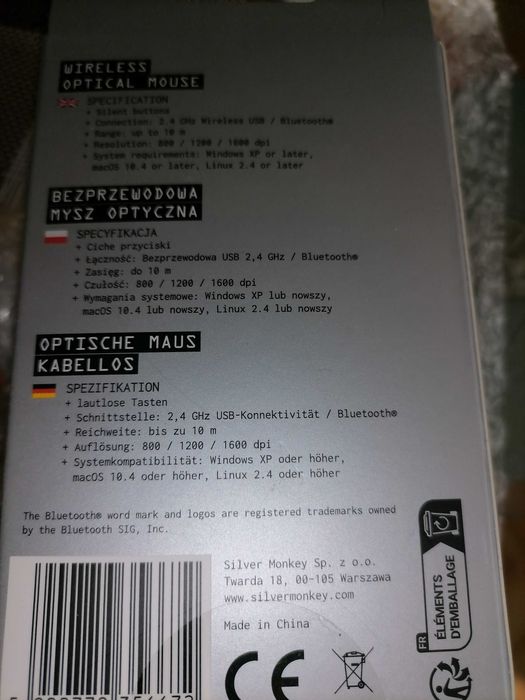 WIRELESS
OPTICAL MOUSE
SPECIFICATION
+ Silent buttons
+ Connection: 2.4 GHz Wireless USB / Bluetooth®
+ Range: up to 10 m
+ Resolution: 800 / 1200 / 1600 dpi
+ System requirements: Windows XP or later,
macOS 10.4 or later, Linux 2.4 or later
BEZPRZEWODOWA
MYSZ OPTYCZNA
SPECYFIKACJA
+ Ciche przyciski
+ Łączność: Bezprzewodowa USB 2,4 GHz / Bluetooth®
+ Zasięg: do 10 m
+ Czułość: 800 / 1200 / 1600 dpi
+ Wymagania systemowe: Windows XP lub nowszy,
macOS 10.4 lub nowszy, Linux 2.4 lub nowszy
OPTISCHE MAUS
KABELLOS
SPEZIFIKATION
+ lautlose Tasten
+ Schnittstelle: 2,4 GHz USB-Konnektivität / Bluetooth®
+ Reichweite: bis zu 10 m
+ Auflösung: 800 / 1200 / 1600 dpi
+ Systemkompatibilität: Windows XP oder höher,
macOS 10.4 oder höher, Linux 2.4 oder höher
The Bluetooth® word mark and logos are registered trademarks owned
by the Bluetooth SIG, Inc.
Silver Monkey Sp. z o.o.
Twarda 18, 00-105 Warszawa
www.silvermonkey.com
Made in China
CE
FR
ÉLÉMENTS
D'EMBALLAGE